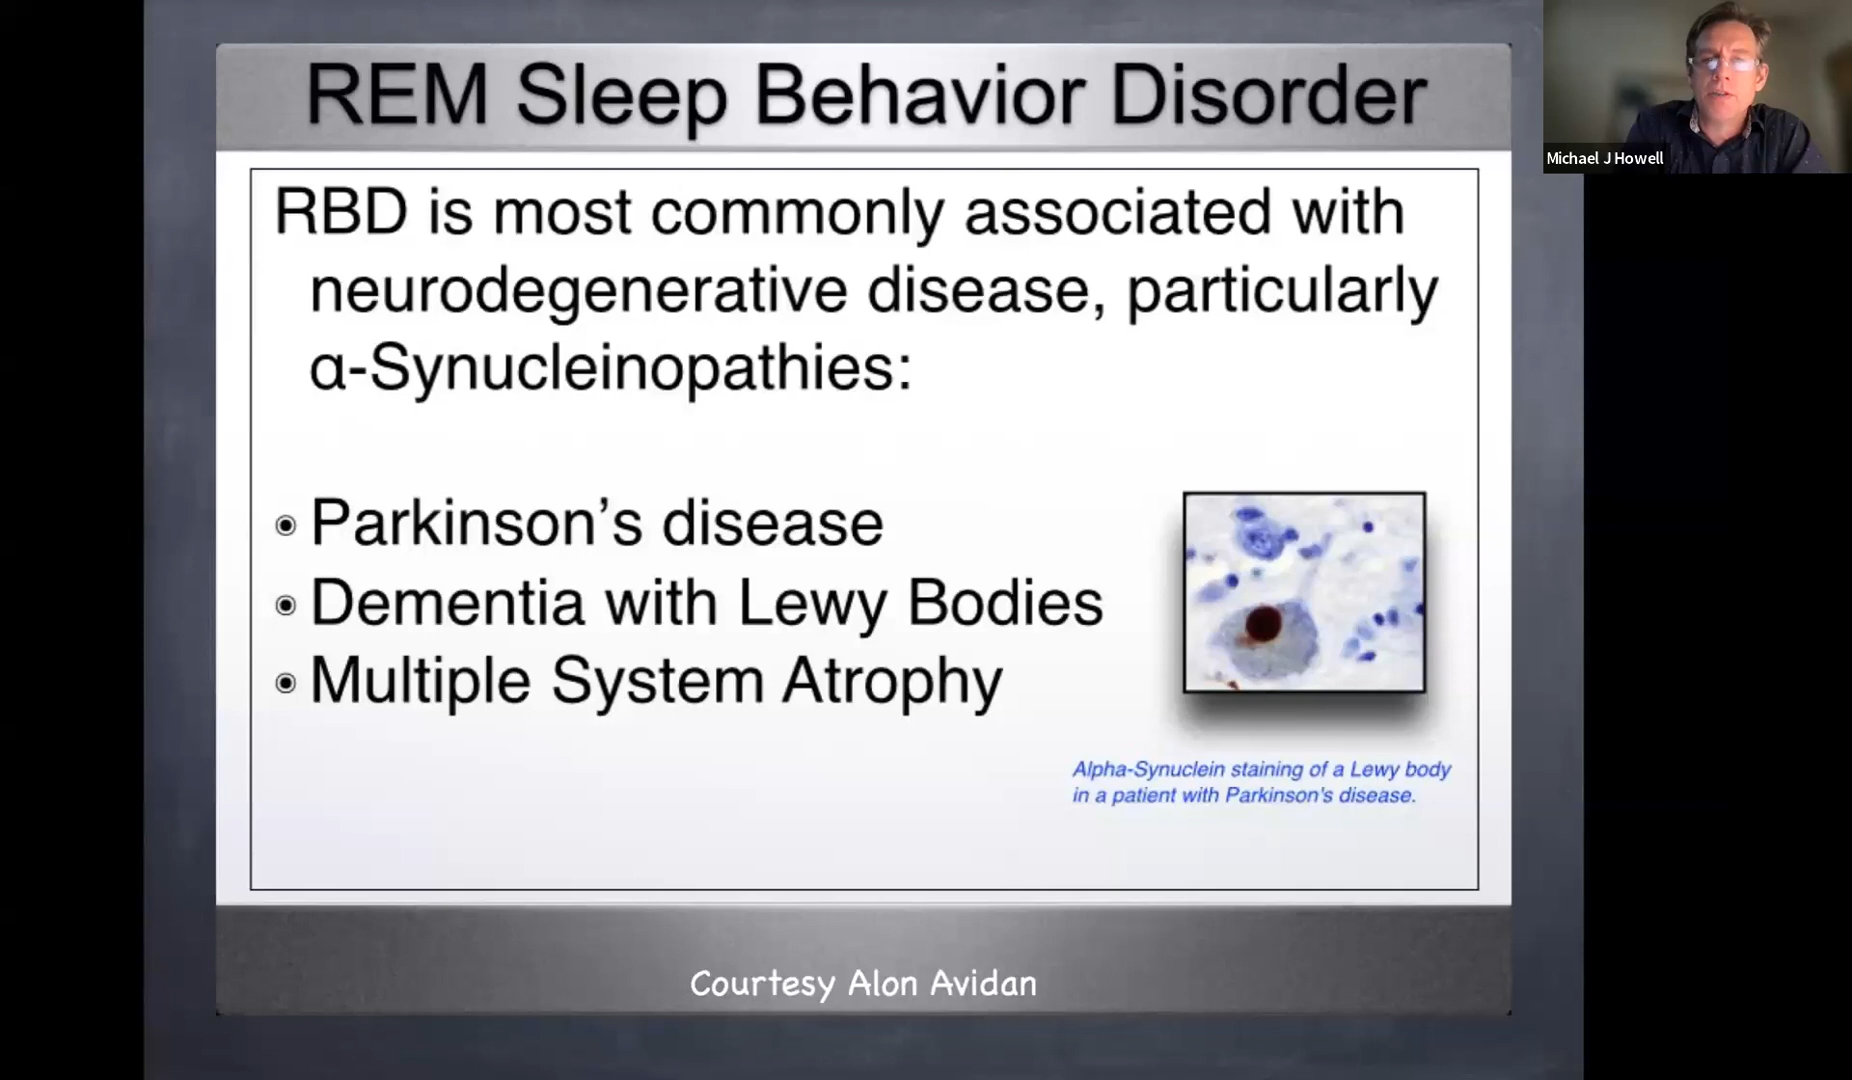 REM Sleep Behavior Disorder
Michael J Howell
RBD is most commonly associated with
neurodegenerative disease, particularly
α-Synucleinopathies:
Parkinson’s disease
Dementia with Lewy Bodies
Multiple System Atrophy
Alpha-Synuclein staining of a Lewy body
in a patient with Parkinson's disease.
Courtesy Alon Avidan